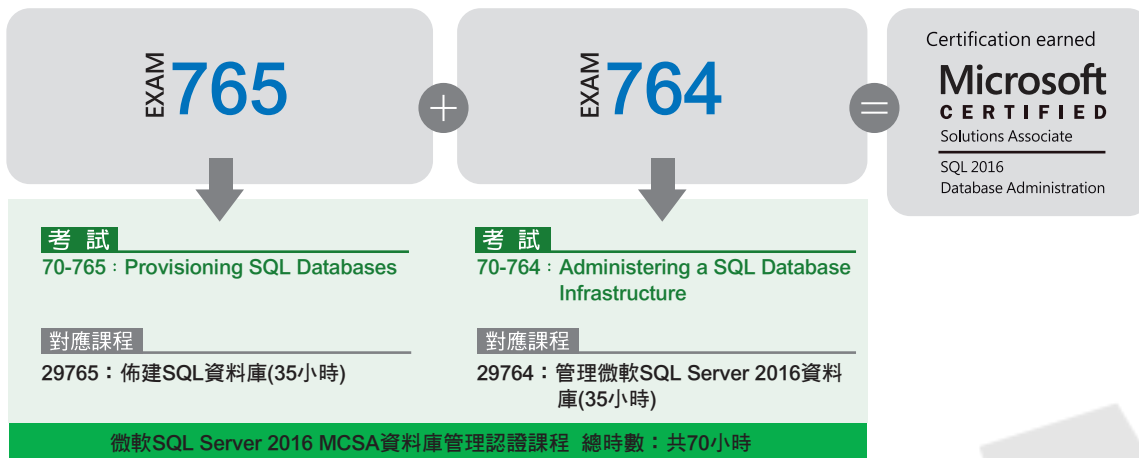 EXAM 765
+
EXAM 764
=
Certification earned
Microsoft
CERTIFIED
Solutions Associate
SQL 2016
Database Administration
考試
70-765：Provisioning SQL Databases
對應課程
29765：佈建SQL資料庫(35小時)
考試
70-764：Administering a SQL Database
Infrastructure
對應課程
29764：管理微軟SQL Server 2016資料
庫(35小時)
微軟SQL Server 2016 MCSA資料庫管理認證課程 總時數：共70小時